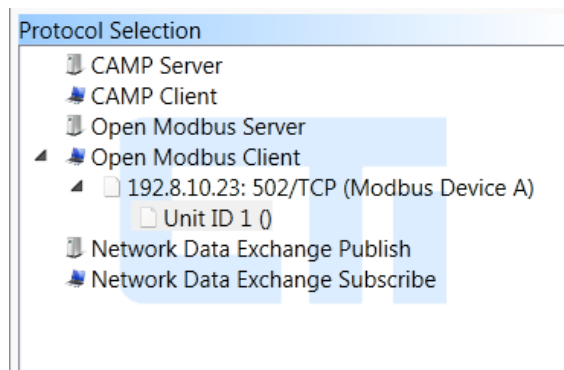 Protocol Selection
CAMP Server
CAMP Client
Open Modbus Server
Open Modbus Client
192.8.10.23: 502/TCP (Modbus Device A)
Unit ID 1 ()
Network Data Exchange Publish
Network Data Exchange Subscribe